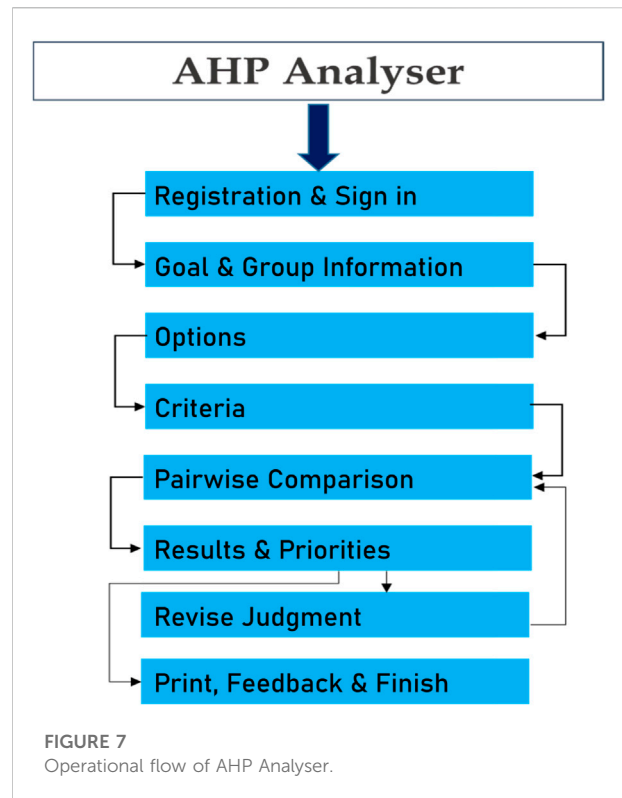 AHP Analyser
Registration & Sign in
Goal & Group Information
Options
Criteria
Pairwise Comparison
Results & Priorities
Revise Judgment
Print, Feedback & Finish
FIGURE 7
Operational flow of AHP Analyser.